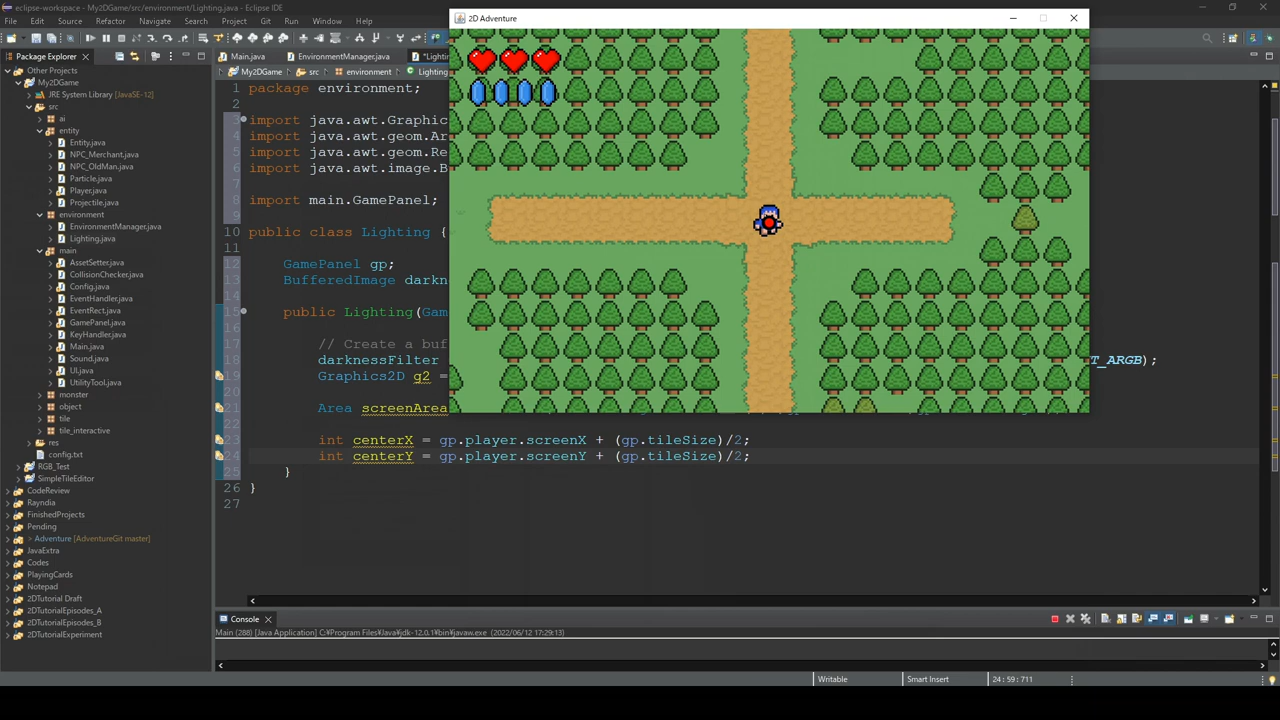 eclipse-workspace - My2DGame/src/environment/Lighting.java - Eclipse IDE
File Edit Source Refactor Navigate Search Project Git Run Window Help
2D Adventure
Package Explorer
Other Projects
My2DGame
JRE System Library [JavaSE-12]
src
ai
entity
Entity.java
NPC_Merchant.java
NPC_OldMan.java
Particle.java
Player.java
Projectile.java
environment
EnvironmentManager.java
Lighting.java
main
AssetSetter.java
CollisionChecker.java
Config.java
EventHandler.java
EventRect.java
GamePanel.java
KeyHandler.java
Main.java
Sound.java
UI.java
UtilityTool.java
monster
object
tile
tile_interactive
res
config.txt
RGB_Test
SimpleTileEditor
CodeReview
Rayndia
FinishedProjects
Pending
> Adventure [AdventureGit master]
JavaExtra
Codes
PlayingCards
Notepad
2DTutorial Draft
2DTutorialEpisodes_A
2DTutorialEpisodes_B
2DTutorialExperiment
Main.java EnvironmentManager.java *Lightin
My2DGame src environment Lighting
1 package environment;
2
3 import java.awt.Graphic
4 import java.awt.geom.Ar
5 import java.awt.geom.Re
6 import java.awt.image.B
7
8 import main.GamePanel;
9
10 public class Lighting {
11
12 GamePanel gp;
13 BufferedImage darkn
14
15 public Lighting(Gam
16
17 // Create a buf
18 darknessFilter T_ARGB);
19 Graphics2D g2 =
21 Area screenArea
23 int centerX = gp.player.screenX + (gp.tileSize)/2;
24 int centerY = gp.player.screenY + (gp.tileSize)/2;
25 }
26 }
27
Console
Main (288) [Java Application] C:¥Program Files¥Java¥jdk-12.0.1¥bin¥javaw.exe (2022/06/12 17:29:13)
Writable Smart Insert 24 : 59 : 711